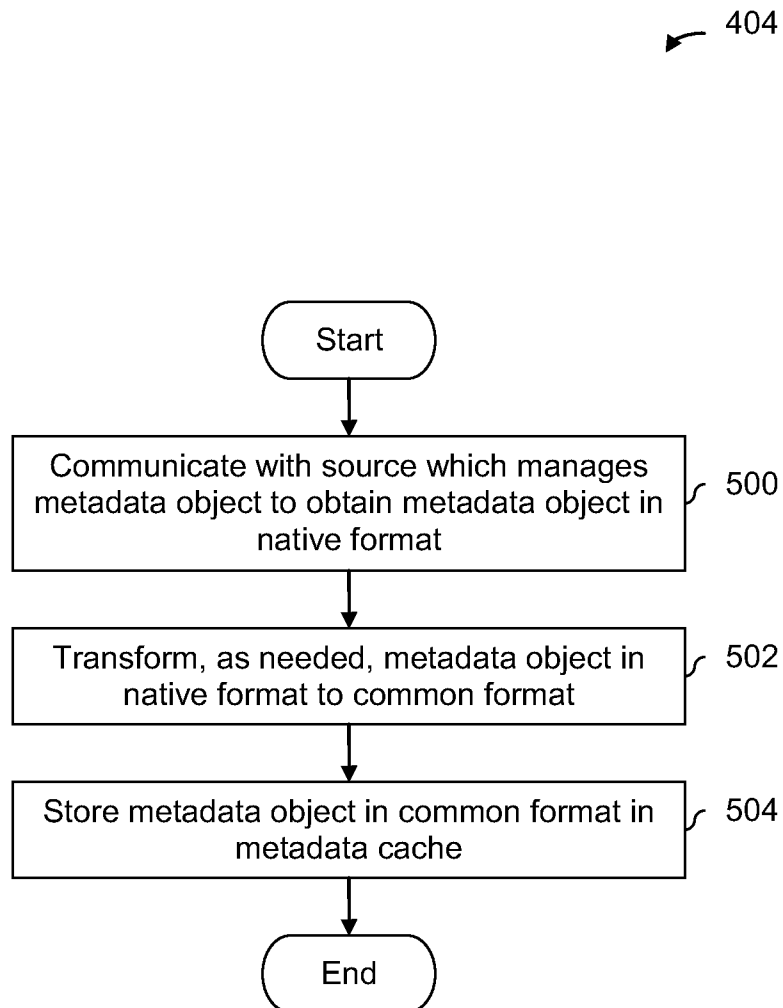 404
Start
Communicate with source which manages
metadata object to obtain metadata object in
native format
500
Transform, as needed, metadata object in
native format to common format
502
Store metadata object in common format in
metadata cache
504
End